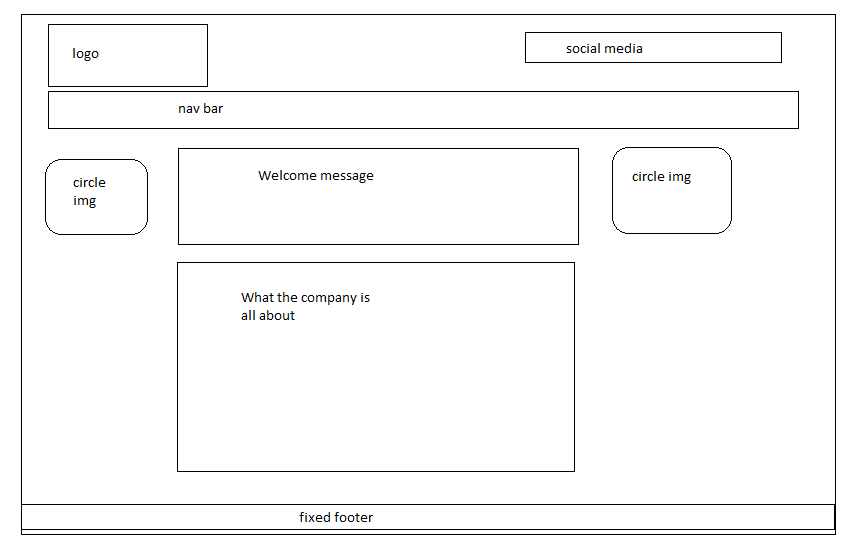 logo
social media
nav bar
circle
img
Welcome message
circle img
What the company is
all about
fixed footer